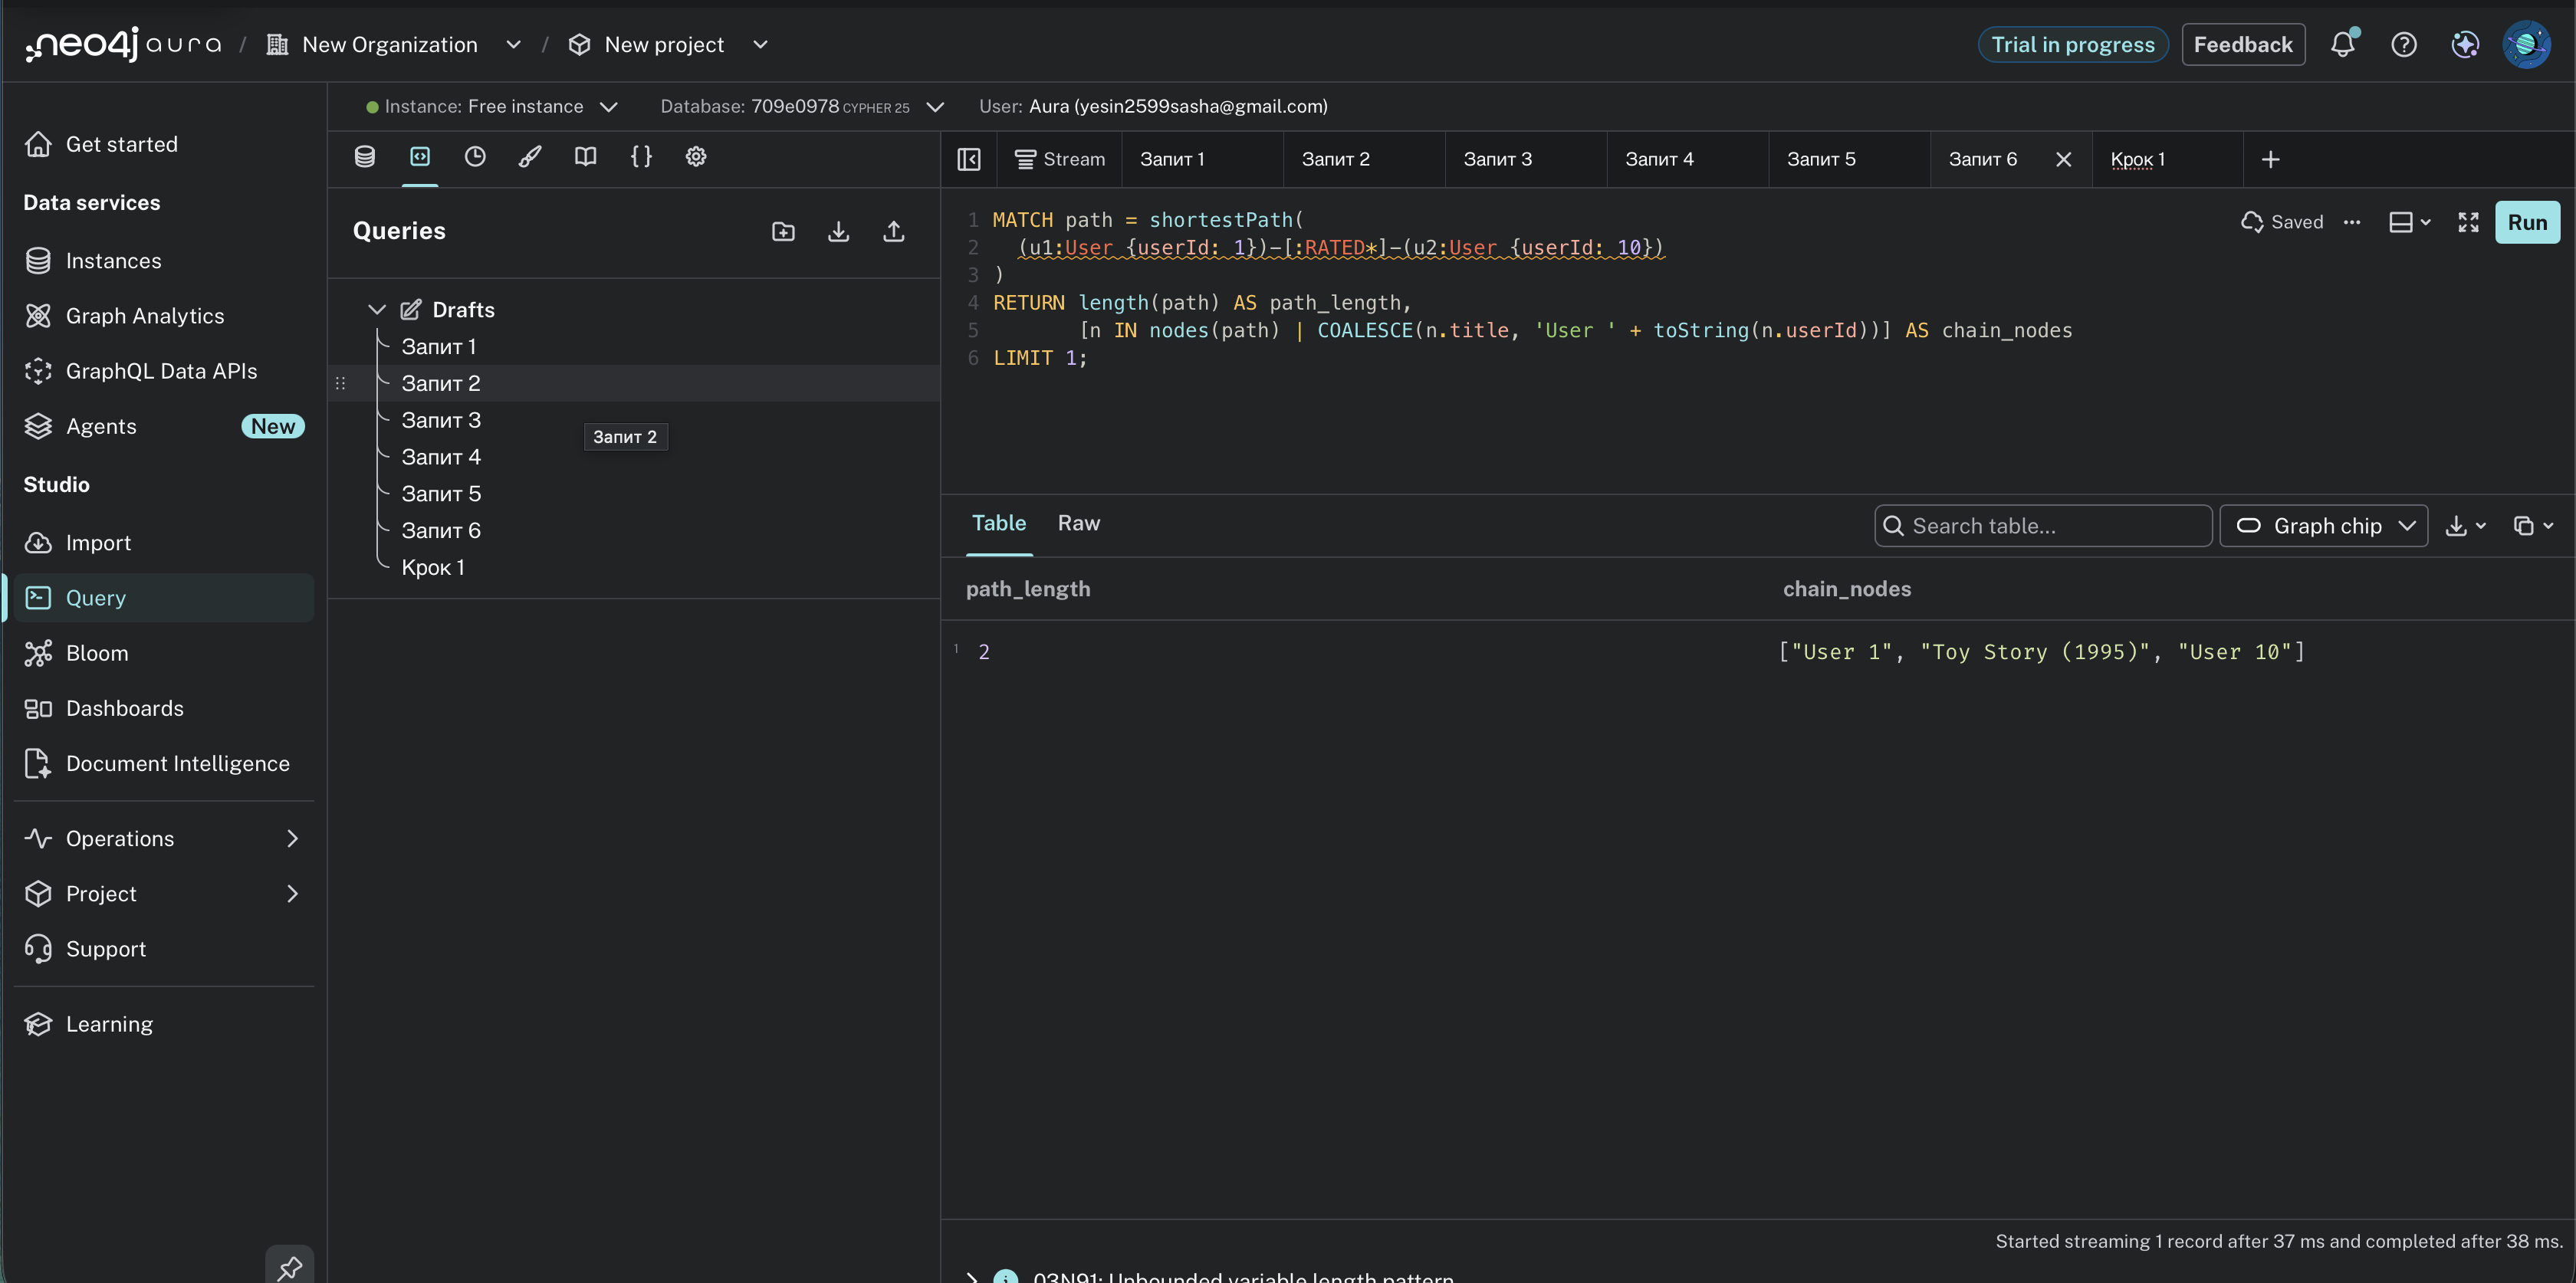 neo4j aura / New Organization / New project
Trial in progress Feedback
Instance: Free instance Database: 709e0978 CYPHER 25 User: Aura (yesin2599sasha@gmail.com)
Get started
Data services
Instances
Graph Analytics
GraphQL Data APIs
Agents New
Studio
Import
Query
Bloom
Dashboards
Document Intelligence
Operations
Project
Support
Learning
Queries
Drafts
Запит 1
Запит 2
Запит 3
Запит 2
Запит 4
Запит 5
Запит 6
Крок 1
Stream Запит 1 Запит 2 Запит 3 Запит 4 Запит 5 Запит 6 Крок 1
Saved Run
1 MATCH path = shortestPath(
2 (u1:User {userId: 1})-[:RATED*]-(u2:User {userId: 10})
3 )
4 RETURN length(path) AS path_length,
5 [n IN nodes(path) | COALESCE(n.title, 'User ' + toString(n.userId))] AS chain_nodes
6 LIMIT 1;
Table Raw Search table... Graph chip
path_length chain_nodes
1 2 ["User 1", "Toy Story (1995)", "User 10"]
Started streaming 1 record after 37 ms and completed after 38 ms.
03N91: Unbounded variable length pattern